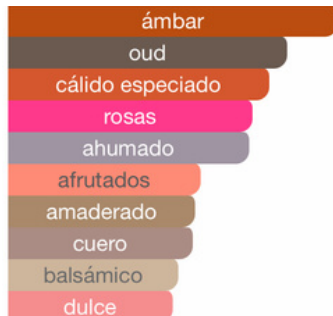 ámbar
oud
cálido especiado
rosas
ahumado
afrutados
amaderado
cuero
balsámico
dulce